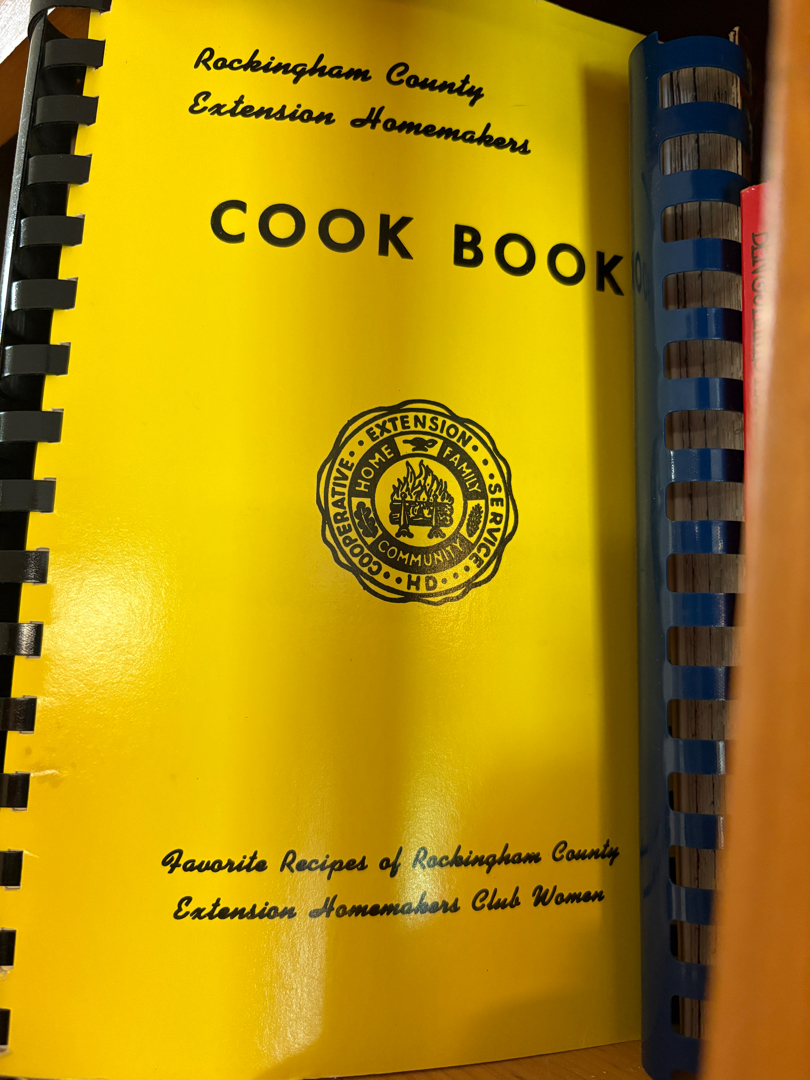 Rockingham County
Extension Homemakers
COOK BOOK
COOPERATIVE · · EXTENSION · · · SERVICE · · · HD · ·
HOME FAMILY
COMMUNITY
Favorite Recipes of Rockingham County
Extension Homemakers Club Women